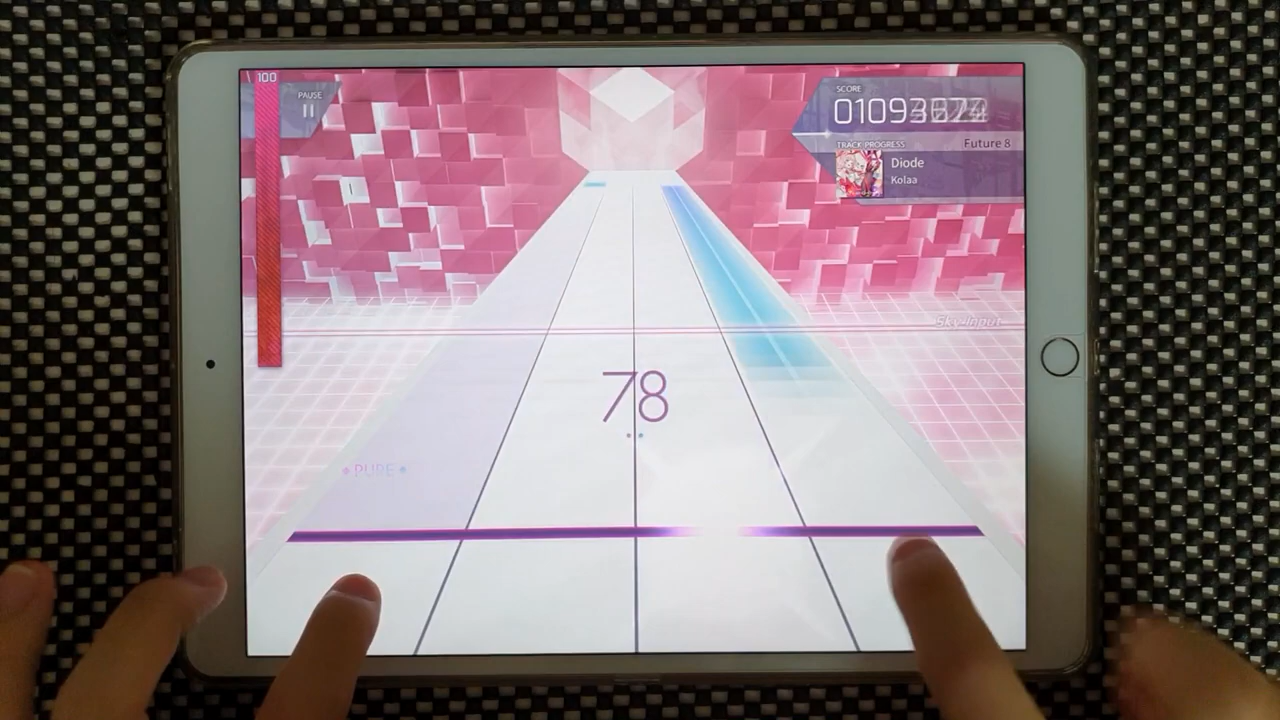 100
PAUSE
SCORE
TRACK PROGRESS
Future 8
Diode
Kolaa
Sky Input
78
PURE